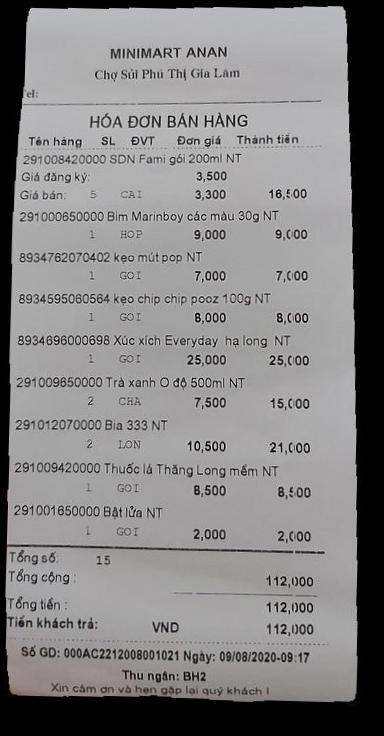 MINIMART ANAN
Chợ Sủi Phú Thị Gia Lâm
Tel:
HÓA ĐƠN BÁN HÀNG
Tên hàng SL ĐVT Đơn giá Thành tiền
291008420000 SDN Fami gói 200ml NT
Giá đăng ký: 3,500
Giá bán: 5 CAI 3,300 16,500
291000650000 Bim Marinboy các màu 30g NT
1 HOP 9,000 9,000
8934762070402 kẹo mút pop NT
1 GOI 7,000 7,000
8934595060564 kẹo chip chip pooz 100g NT
1 GOI 8,000 8,000
8934696000698 Xúc xích Everyday hạ long NT
1 GOI 25,000 25,000
291009650000 Trà xanh O độ 500ml NT
2 CHA 7,500 15,000
291012070000 Bia 333 NT
2 LON 10,500 21,000
291009420000 Thuốc lá Thăng Long mềm NT
1 GOI 8,500 8,500
291001650000 Bật lửa NT
1 GOI 2,000 2,000
Tổng số: 15
Tổng cộng : 112,000
Tổng tiền : 112,000
Tiền khách trả: VND 112,000
Số GD: 000AC2212008001021 Ngày: 09/08/2020-09:17
Thu ngân: BH2
Xin cảm ơn và hẹn gặp lại quý khách !